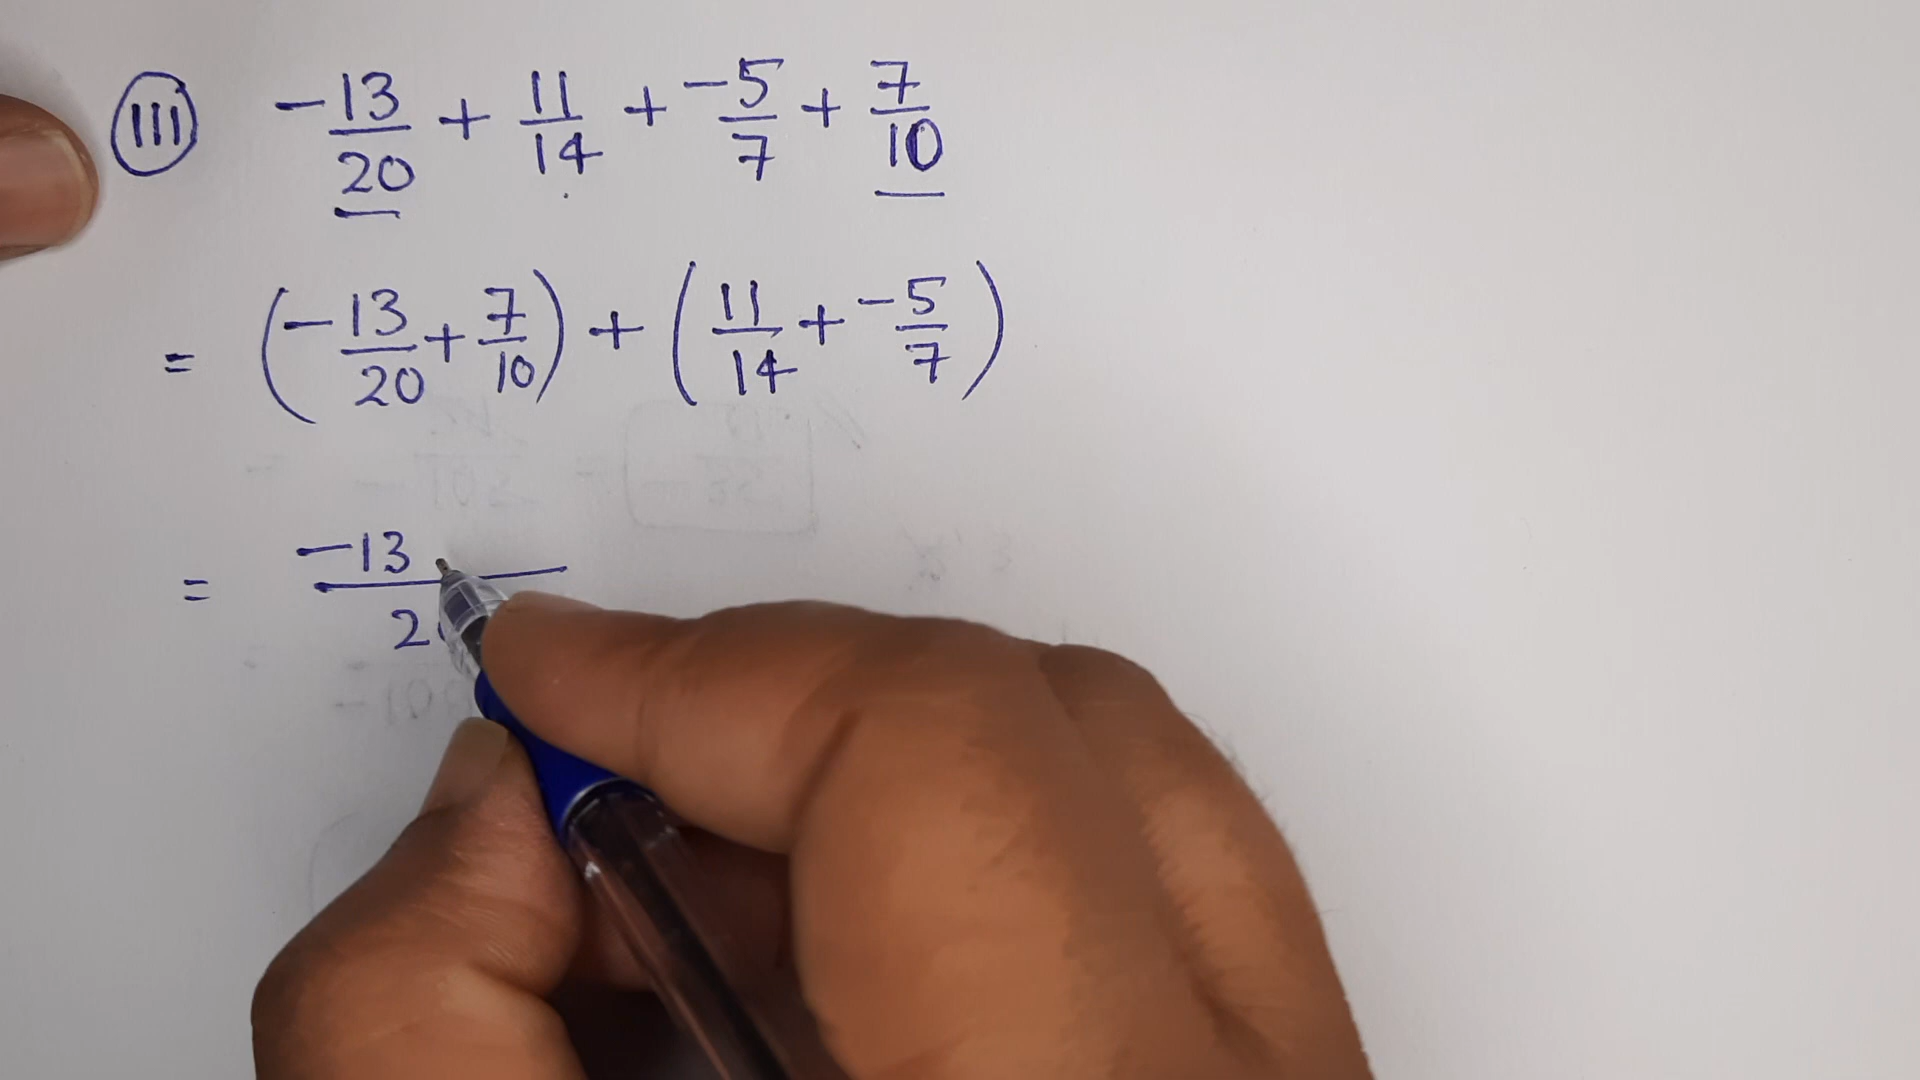 (III) -13/20 + 11/14 + -5/7 + 7/10
= (-13/20 + 7/10) + (11/14 + -5/7)
= -13/2